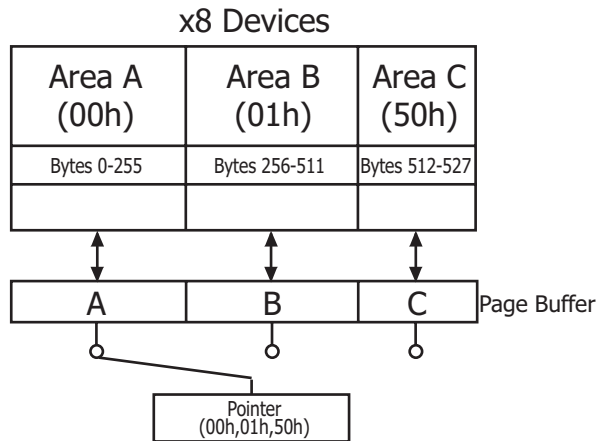 x8 Devices
Area A
(00h)
Area B
(01h)
Area C
(50h)
Bytes 0-255
Bytes 256-511
Bytes 512-527
A
B
C
Page Buffer
Pointer
(00h,01h,50h)